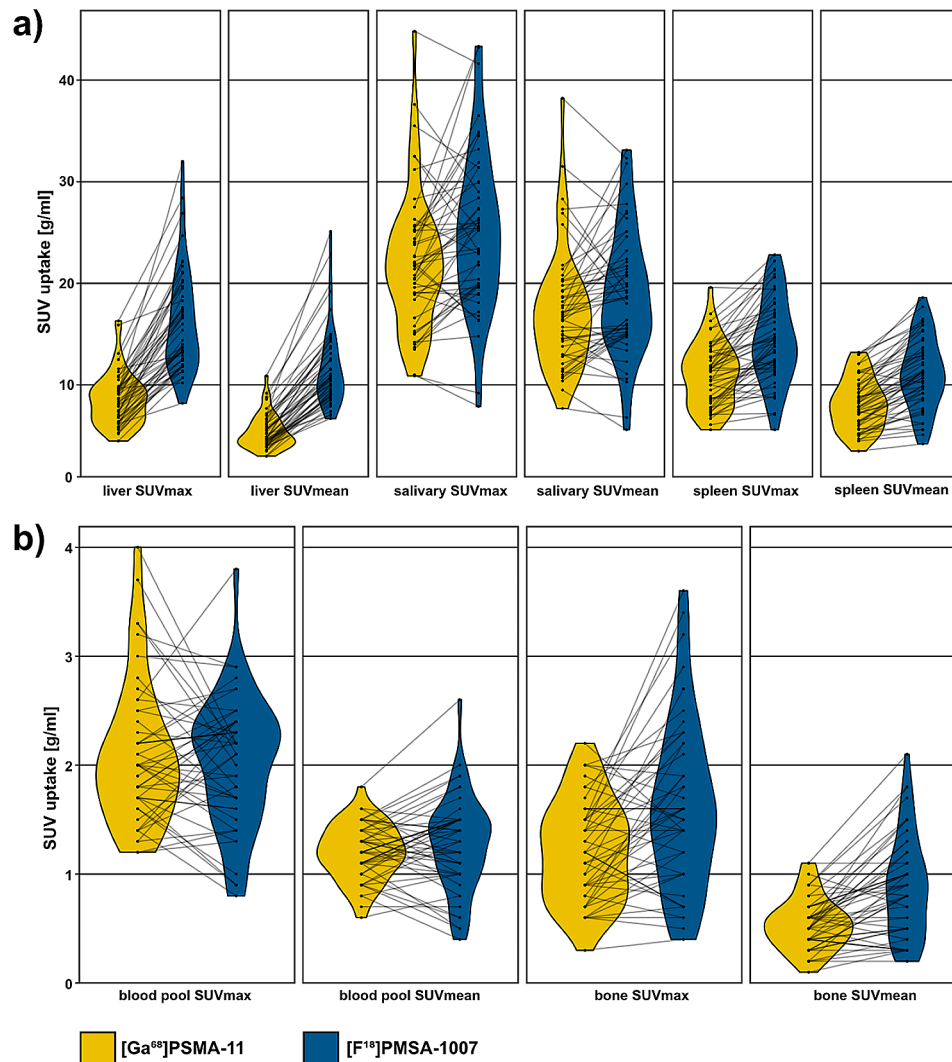 a)
SUV uptake [g/ml]
40
30
20
10
0
liver SUVmax
liver SUVmean
salivary SUVmax
salivary SUVmean
spleen SUVmax
spleen SUVmean
b)
SUV uptake [g/ml]
4
3
2
1
0
blood pool SUVmax
blood pool SUVmean
bone SUVmax
bone SUVmean
[Ga⁶⁸]PSMA-11
[F¹⁸]PMSA-1007